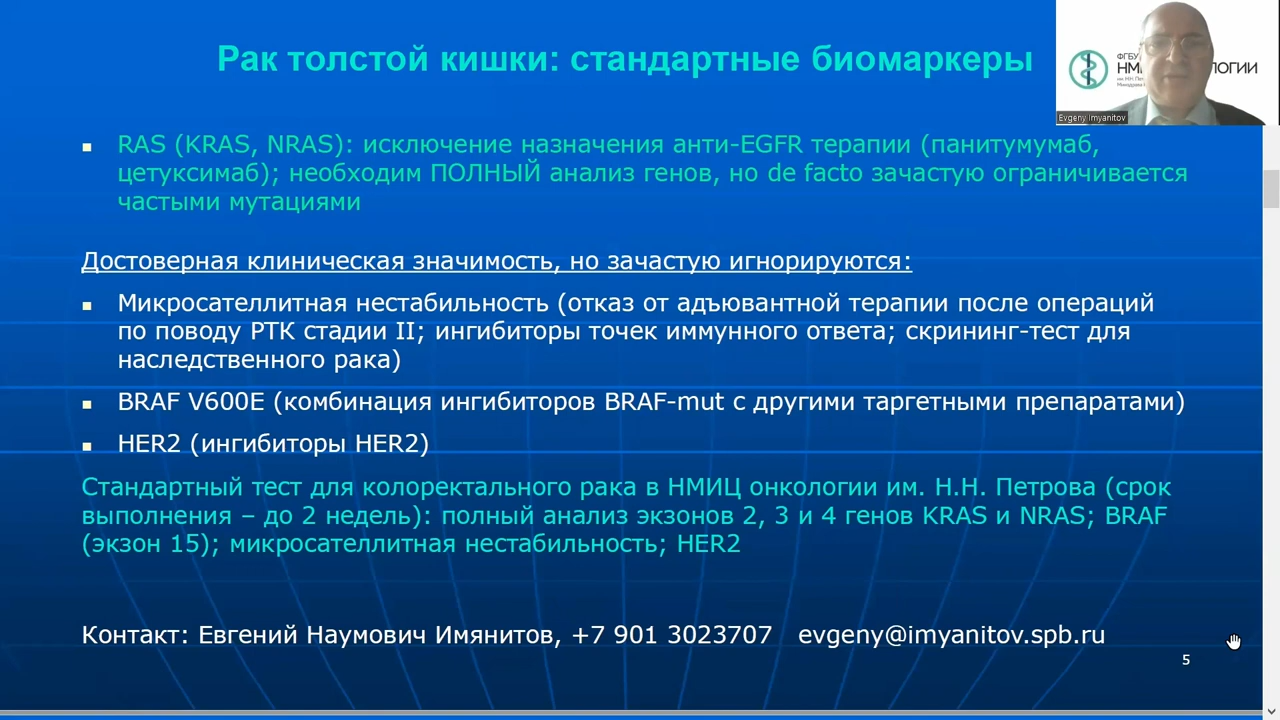 Рак толстой кишки: стандартные биомаркеры
ФГБУ
НМ
ЛОГИИ
Evgeny Imyanitov
RAS (KRAS, NRAS): исключение назначения анти-EGFR терапии (панитумумаб,
цетуксимаб); необходим ПОЛНЫЙ анализ генов, но de facto зачастую ограничивается
частыми мутациями
Достоверная клиническая значимость, но зачастую игнорируются:
Микросателлитная нестабильность (отказ от адъювантной терапии после операций
по поводу РТК стадии II; ингибиторы точек иммунного ответа; скрининг-тест для
наследственного рака)
BRAF V600E (комбинация ингибиторов BRAF-mut с другими таргетными препаратами)
HER2 (ингибиторы HER2)
Стандартный тест для колоректального рака в НМИЦ онкологии им. Н.Н. Петрова (срок
выполнения – до 2 недель): полный анализ экзонов 2, 3 и 4 генов KRAS и NRAS; BRAF
(экзон 15); микросателлитная нестабильность; HER2
Контакт: Евгений Наумович Имянитов, +7 901 3023707 evgeny@imyanitov.spb.ru
5